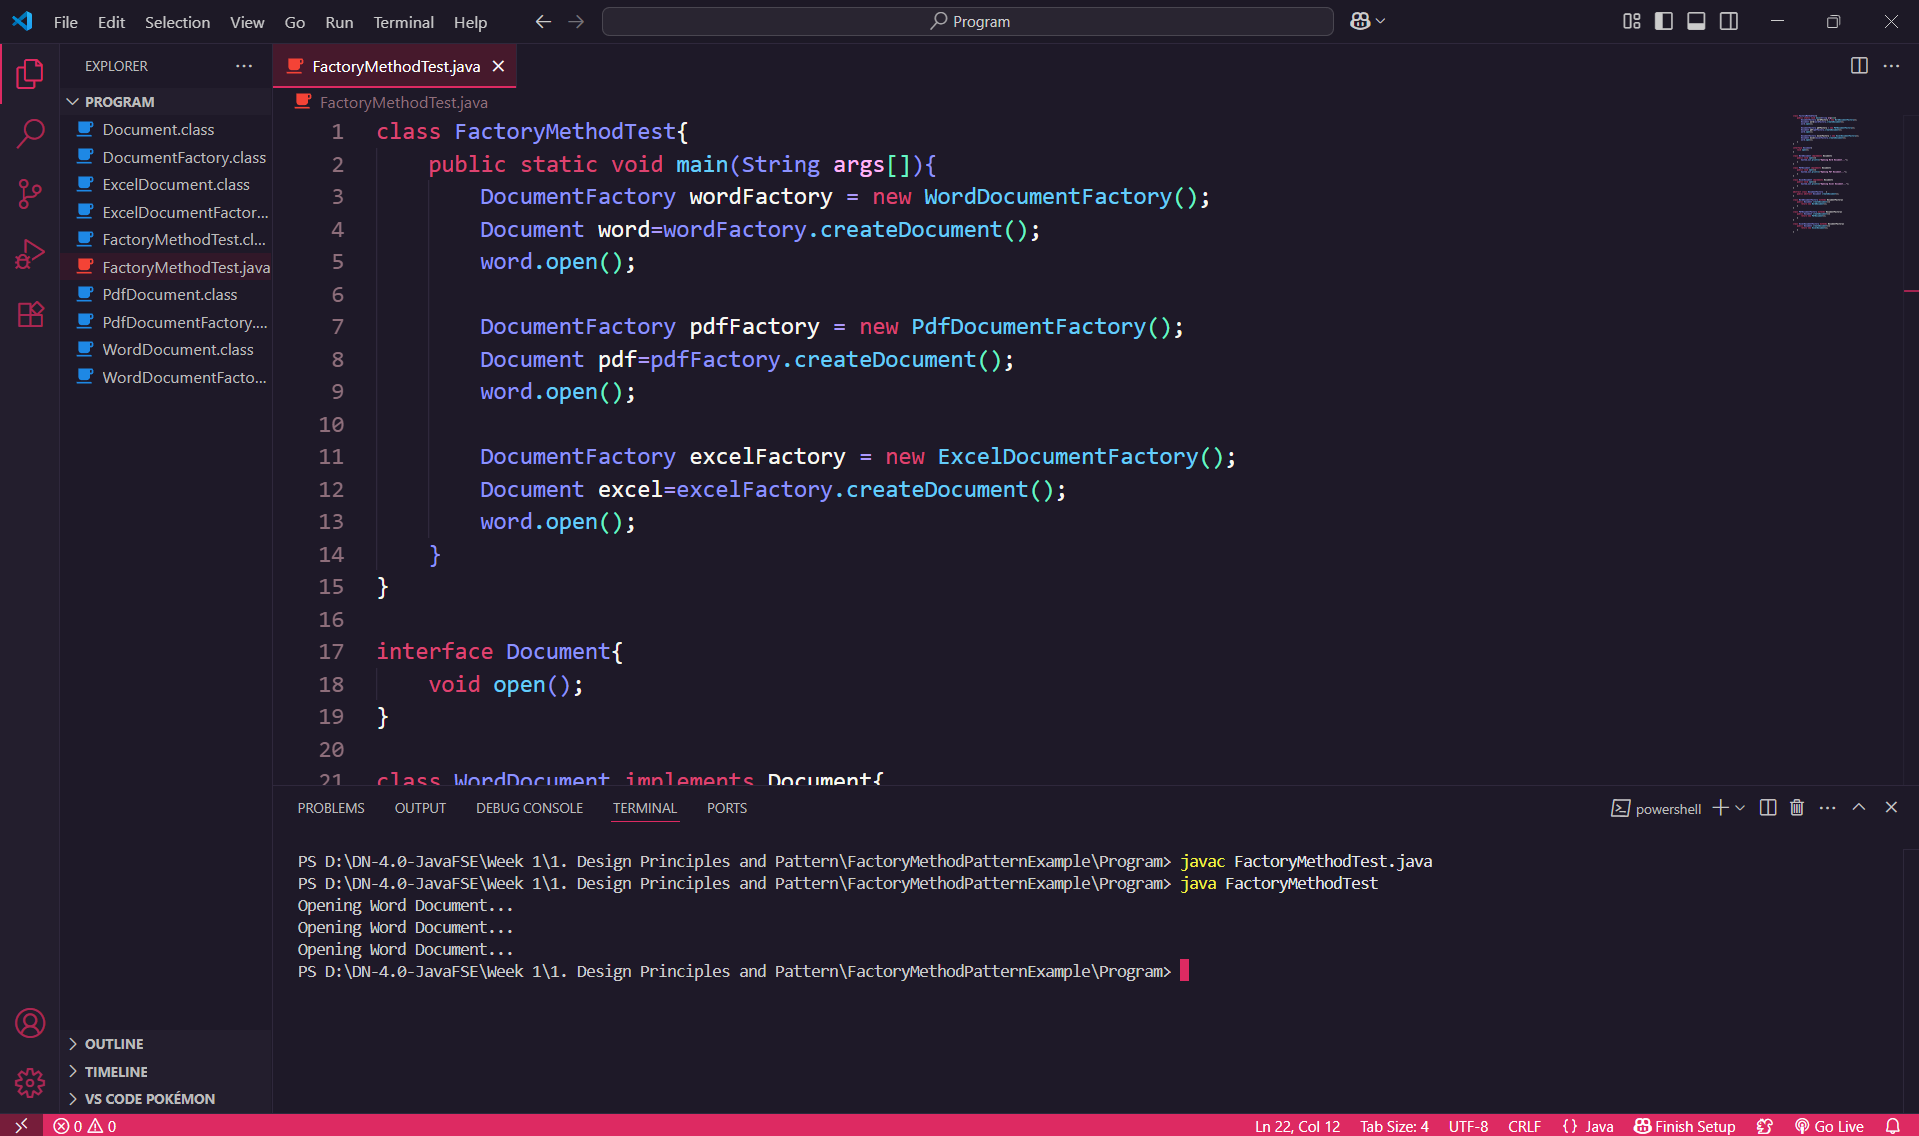 File Edit Selection View Go Run Terminal Help
Program
EXPLORER
PROGRAM
Document.class
DocumentFactory.class
ExcelDocument.class
ExcelDocumentFactor...
FactoryMethodTest.cl...
FactoryMethodTest.java
PdfDocument.class
PdfDocumentFactory....
WordDocument.class
WordDocumentFacto...
OUTLINE
TIMELINE
VS CODE POKÉMON
FactoryMethodTest.java
FactoryMethodTest.java
1 class FactoryMethodTest{
2 public static void main(String args[]){
3 DocumentFactory wordFactory = new WordDocumentFactory();
4 Document word=wordFactory.createDocument();
5 word.open();
6
7 DocumentFactory pdfFactory = new PdfDocumentFactory();
8 Document pdf=pdfFactory.createDocument();
9 word.open();
10
11 DocumentFactory excelFactory = new ExcelDocumentFactory();
12 Document excel=excelFactory.createDocument();
13 word.open();
14 }
15 }
16
17 interface Document{
18 void open();
19 }
20
21 class WordDocument implements Document{
PROBLEMS OUTPUT DEBUG CONSOLE TERMINAL PORTS
powershell
PS D:\DN-4.0-JavaFSE\Week 1\1. Design Principles and Pattern\FactoryMethodPatternExample\Program> javac FactoryMethodTest.java
PS D:\DN-4.0-JavaFSE\Week 1\1. Design Principles and Pattern\FactoryMethodPatternExample\Program> java FactoryMethodTest
Opening Word Document...
Opening Word Document...
Opening Word Document...
PS D:\DN-4.0-JavaFSE\Week 1\1. Design Principles and Pattern\FactoryMethodPatternExample\Program>
0 0 Ln 22, Col 12 Tab Size: 4 UTF-8 CRLF {} Java Finish Setup Go Live